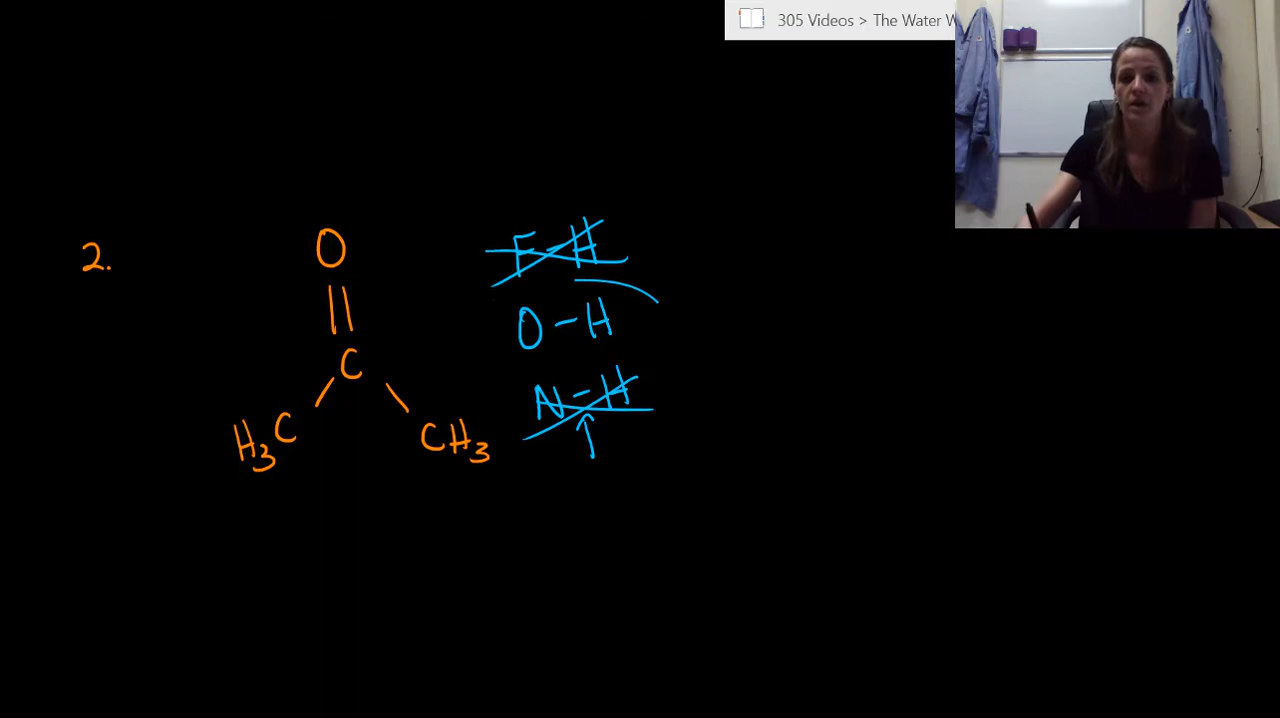 305 Videos > The Water W
2.
O
C
H3C
CH3
F-H
O-H
N-H